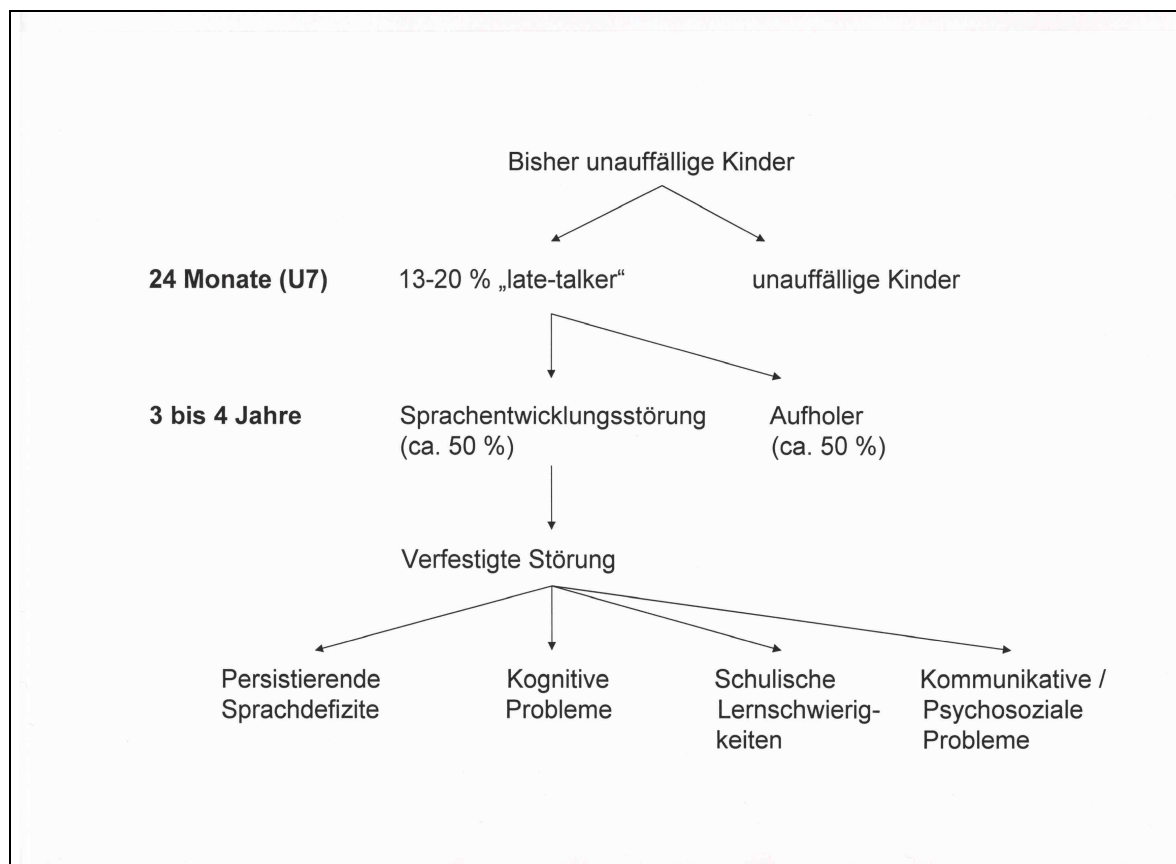 Bisher unauffällige Kinder
24 Monate (U7)
13-20 % „late-talker“
unauffällige Kinder
3 bis 4 Jahre
Sprachentwicklungsstörung
(ca. 50 %)
Aufholer
(ca. 50 %)
Verfestigte Störung
Persistierende
Sprachdefizite
Kognitive
Probleme
Schulische
Lernschwierig-
keiten
Kommunikative /
Psychosoziale
Probleme